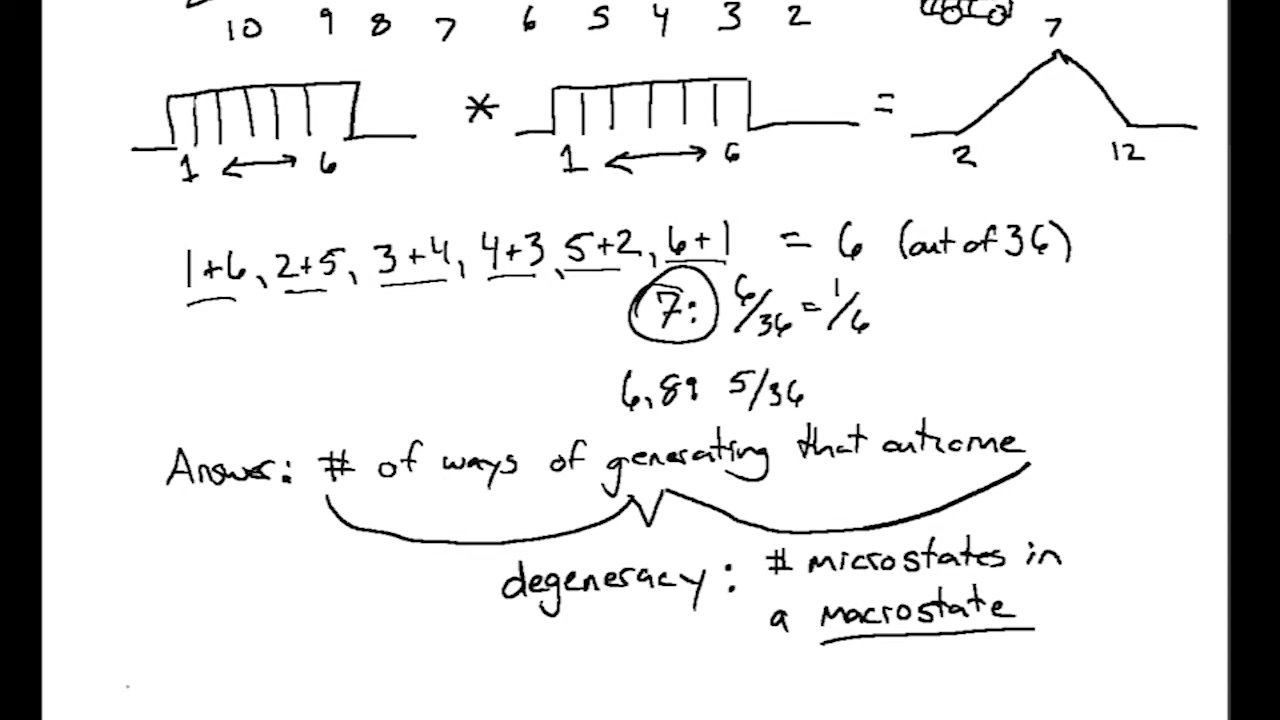 10 9 8 7 6 5 4 3 2
7
* =
1 ↔ 6 1 ↔ 6 2 12
1+6, 2+5, 3+4, 4+3, 5+2, 6+1 = 6 (out of 36)
7: 6/36 = 1/6
6, 8: 5/36
Answer: # of ways of generating that outcome
degeneracy: # microstates in
a macrostate